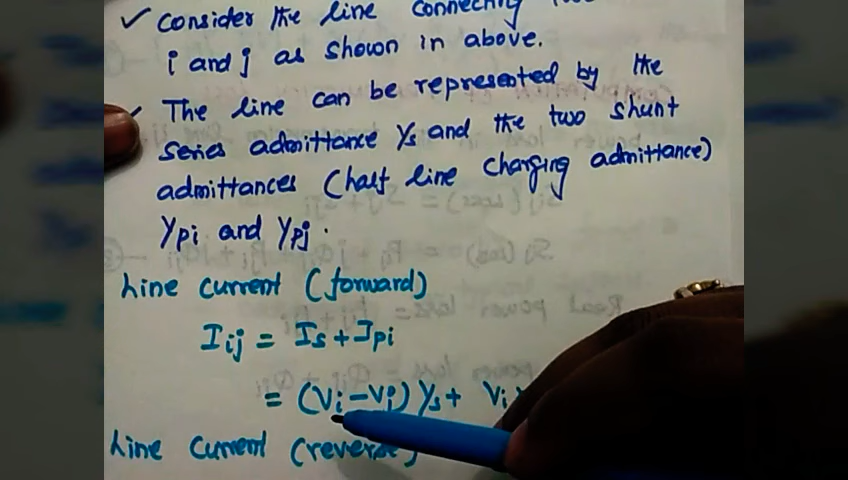 ✓ Consider the line connecting
i and j as shown in above.
✓ The line can be represented by the
series admittance Ys and the two shunt
admittances (half line charging admittance)
Ypi and Ypj.
Line current (forward)
Iij = Is + Ipi
= (Vi - Vj) Ys + Vi
Line current (reverse)